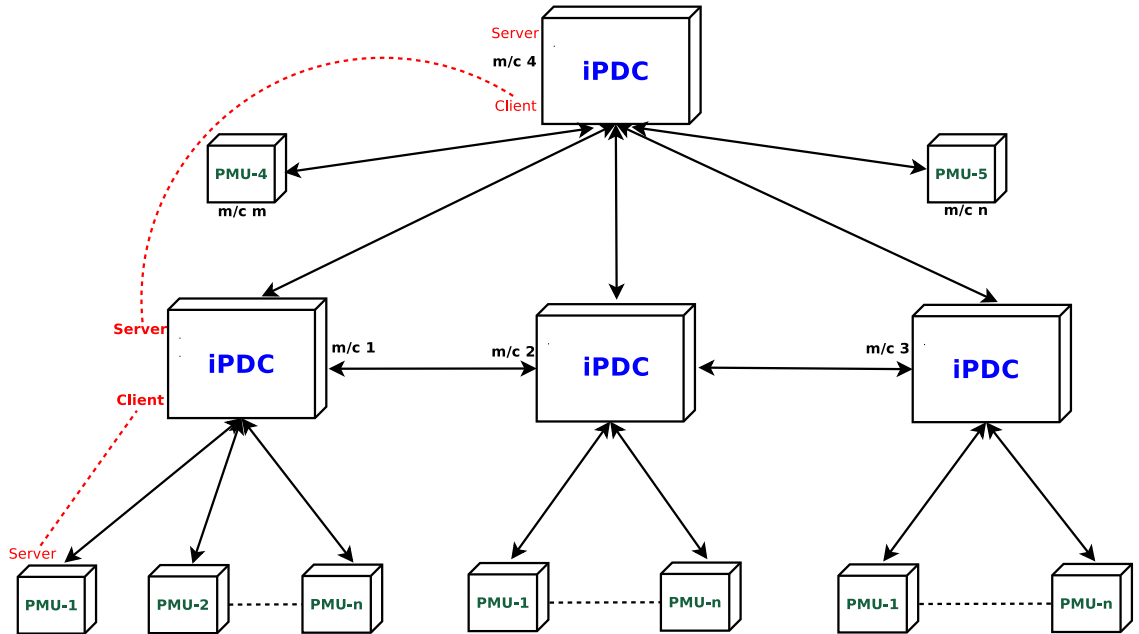 Server
m/c 4
iPDC
Client
PMU-4
m/c m
PMU-5
m/c n
Server
iPDC
m/c 1
m/c 2
iPDC
m/c 3
iPDC
Client
Server
PMU-1
PMU-2
PMU-n
PMU-1
PMU-n
PMU-1
PMU-n